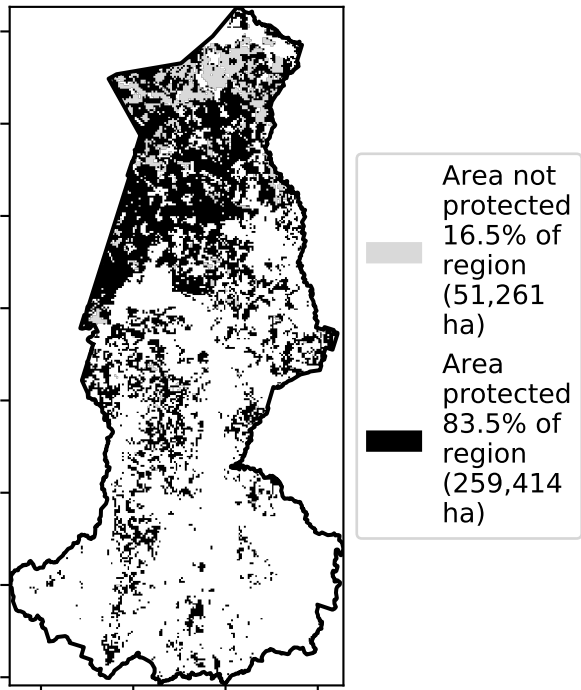 Area not
protected
16.5% of
region
(51,261
ha)
Area
protected
83.5% of
region
(259,414
ha)